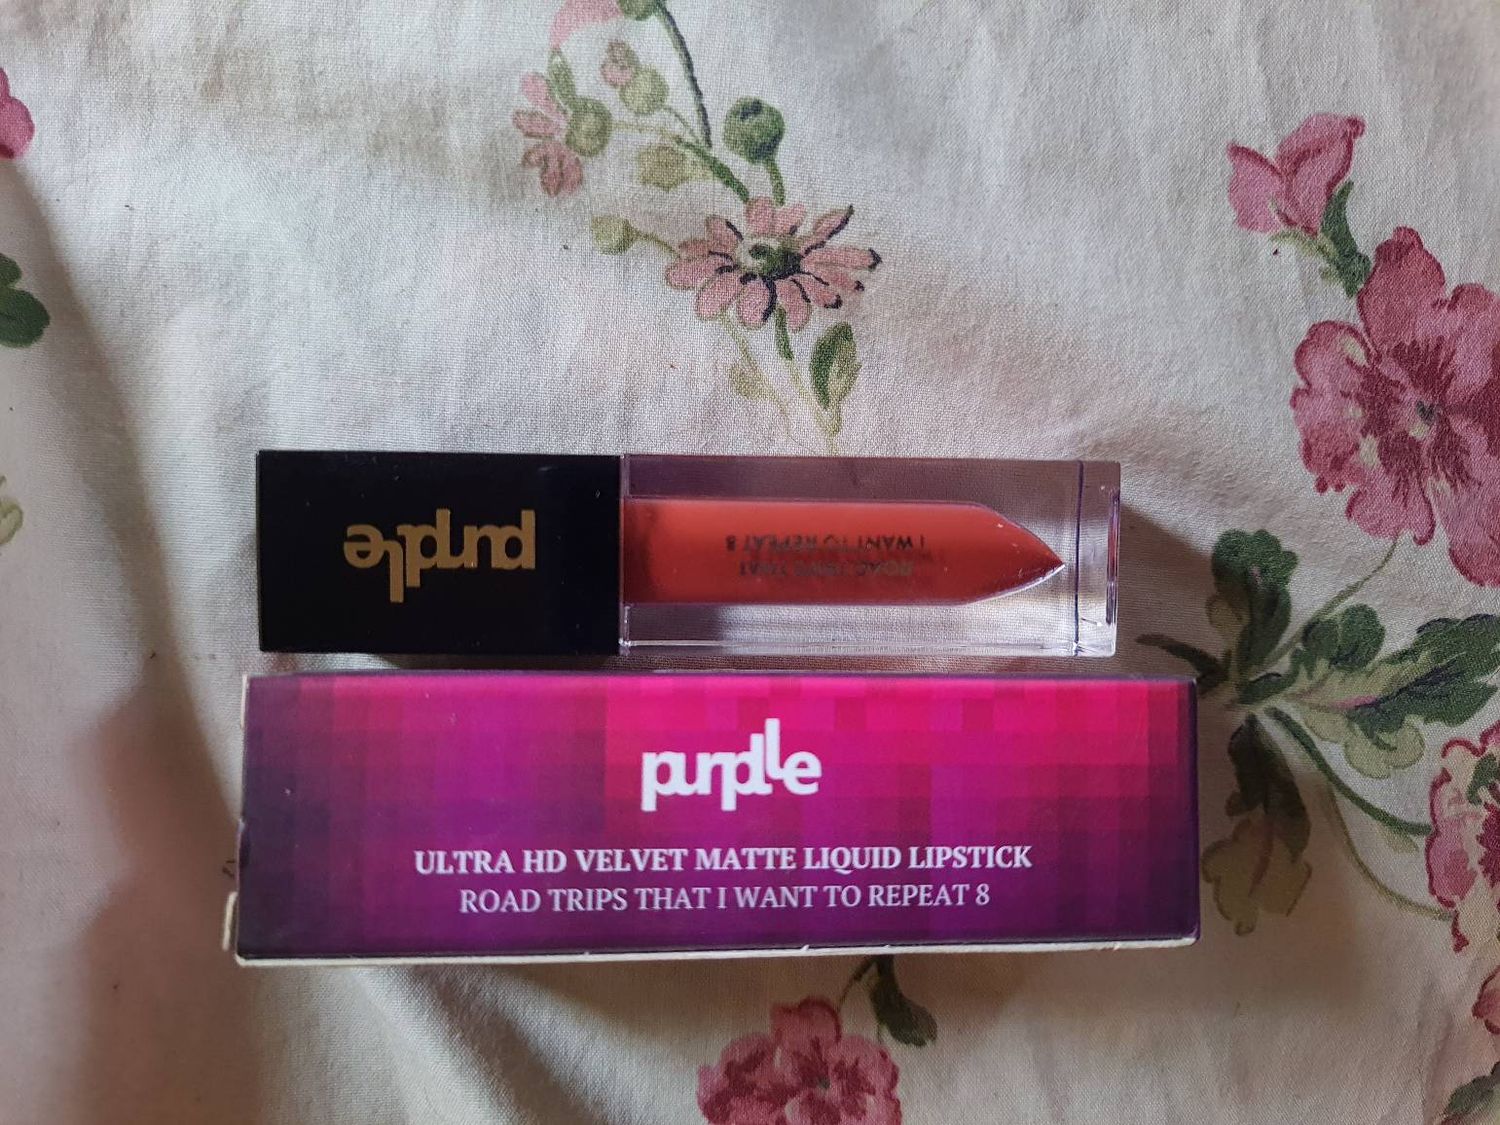 purplle
ROAD TRIPS THAT
I WANT TO REPEAT 8
purplle
ULTRA HD VELVET MATTE LIQUID LIPSTICK
ROAD TRIPS THAT I WANT TO REPEAT 8